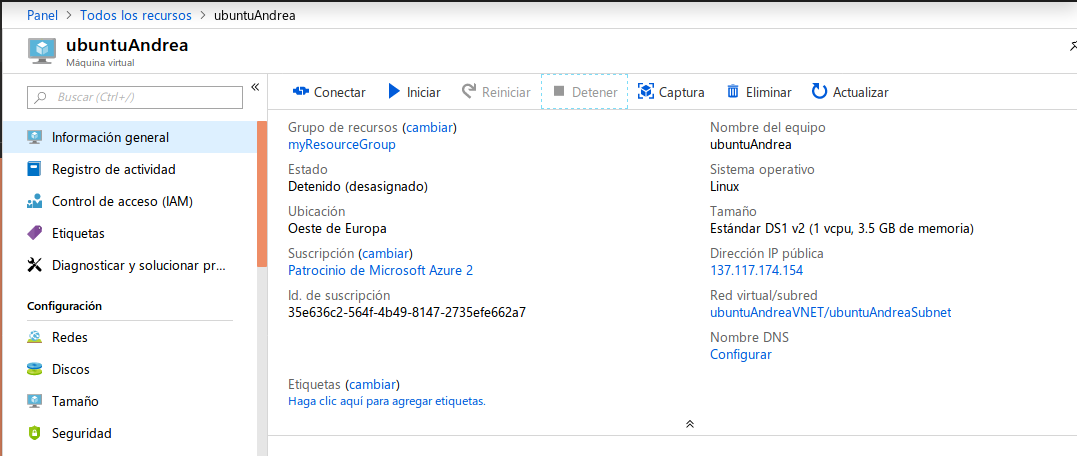 Panel > Todos los recursos > ubuntuAndrea
ubuntuAndrea
Máquina virtual
Buscar (Ctrl+/)
«
Información general
Registro de actividad
Control de acceso (IAM)
Etiquetas
Diagnosticar y solucionar pr...
Configuración
Redes
Discos
Tamaño
Seguridad
Conectar Iniciar Reiniciar Detener Captura Eliminar Actualizar
Grupo de recursos (cambiar)
myResourceGroup
Estado
Detenido (desasignado)
Ubicación
Oeste de Europa
Suscripción (cambiar)
Patrocinio de Microsoft Azure 2
Id. de suscripción
35e636c2-564f-4b49-8147-2735efe662a7
Nombre del equipo
ubuntuAndrea
Sistema operativo
Linux
Tamaño
Estándar DS1 v2 (1 vcpu, 3.5 GB de memoria)
Dirección IP pública
137.117.174.154
Red virtual/subred
ubuntuAndreaVNET/ubuntuAndreaSubnet
Nombre DNS
Configurar
Etiquetas (cambiar)
Haga clic aquí para agregar etiquetas.